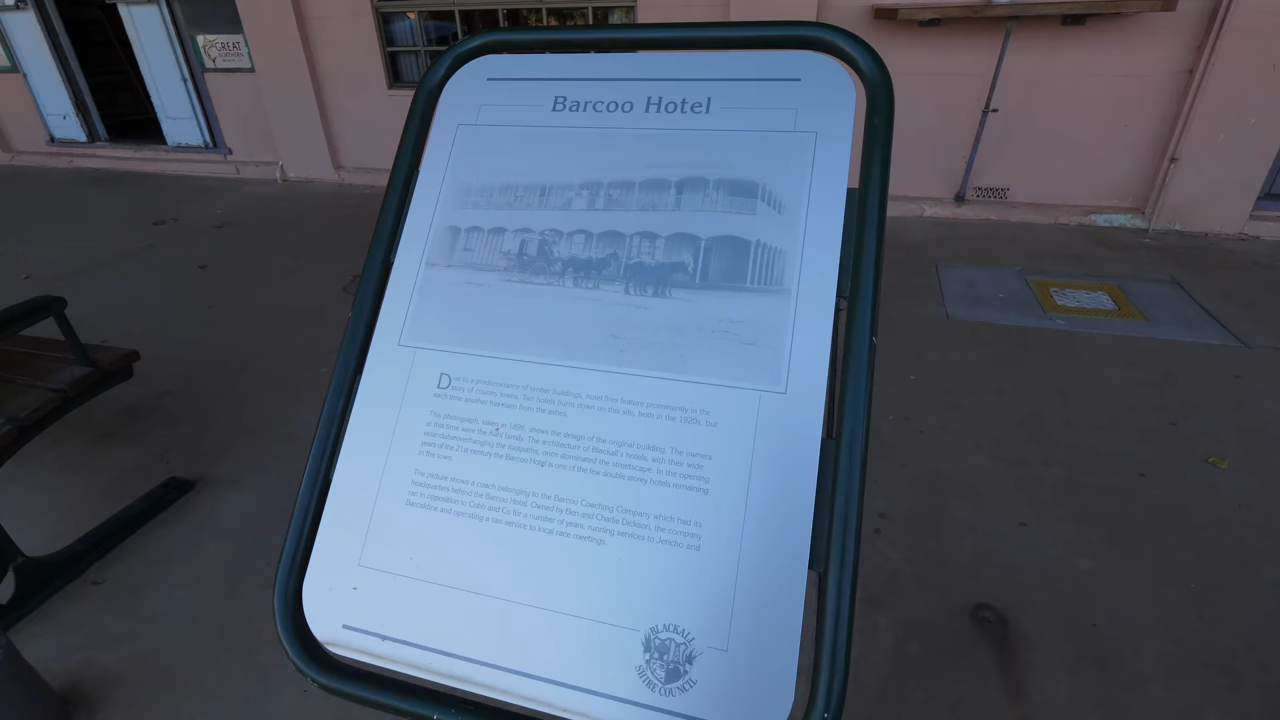 GREAT
NORTHERN
Barcoo Hotel
Due to a predominance of timber buildings, hotel fires feature prominently in the
story of country towns. Two hotels burnt down on this site, both in the 1920s, but
each time another has risen from the ashes.
This photograph, taken in 1896, shows the design of the original building. The owners
at this time were the Kahl family. The architecture of Blackall's hotels, with their wide
verandahs overhanging the footpaths, once dominated the streetscape. In the opening
years of the 21st century the Barcoo Hotel is one of the few double storey hotels remaining
in the town.
The picture shows a coach belonging to the Barcoo Coaching Company which had its
headquarters behind the Barcoo Hotel. Owned by Ben and Charlie Dickson, the company
ran in opposition to Cobb and Co for a number of years, running services to Jericho and
Barcaldine and operating a taxi service to local race meetings.
BLACKALL
SHIRE COUNCIL